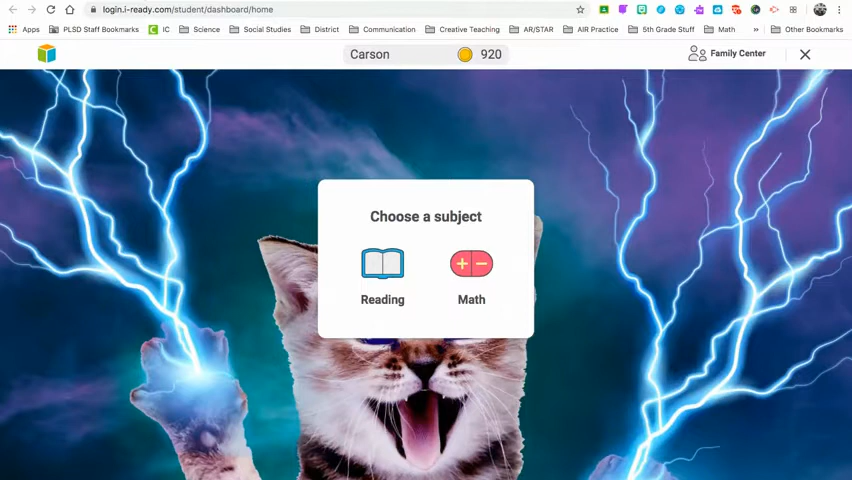 login.i-ready.com/student/dashboard/home
Apps PLSD Staff Bookmarks IC Science Social Studies District Communication Creative Teaching AR/STAR AIR Practice 5th Grade Stuff Math » Other Bookmarks
Carson 920 Family Center
Choose a subject
Reading Math